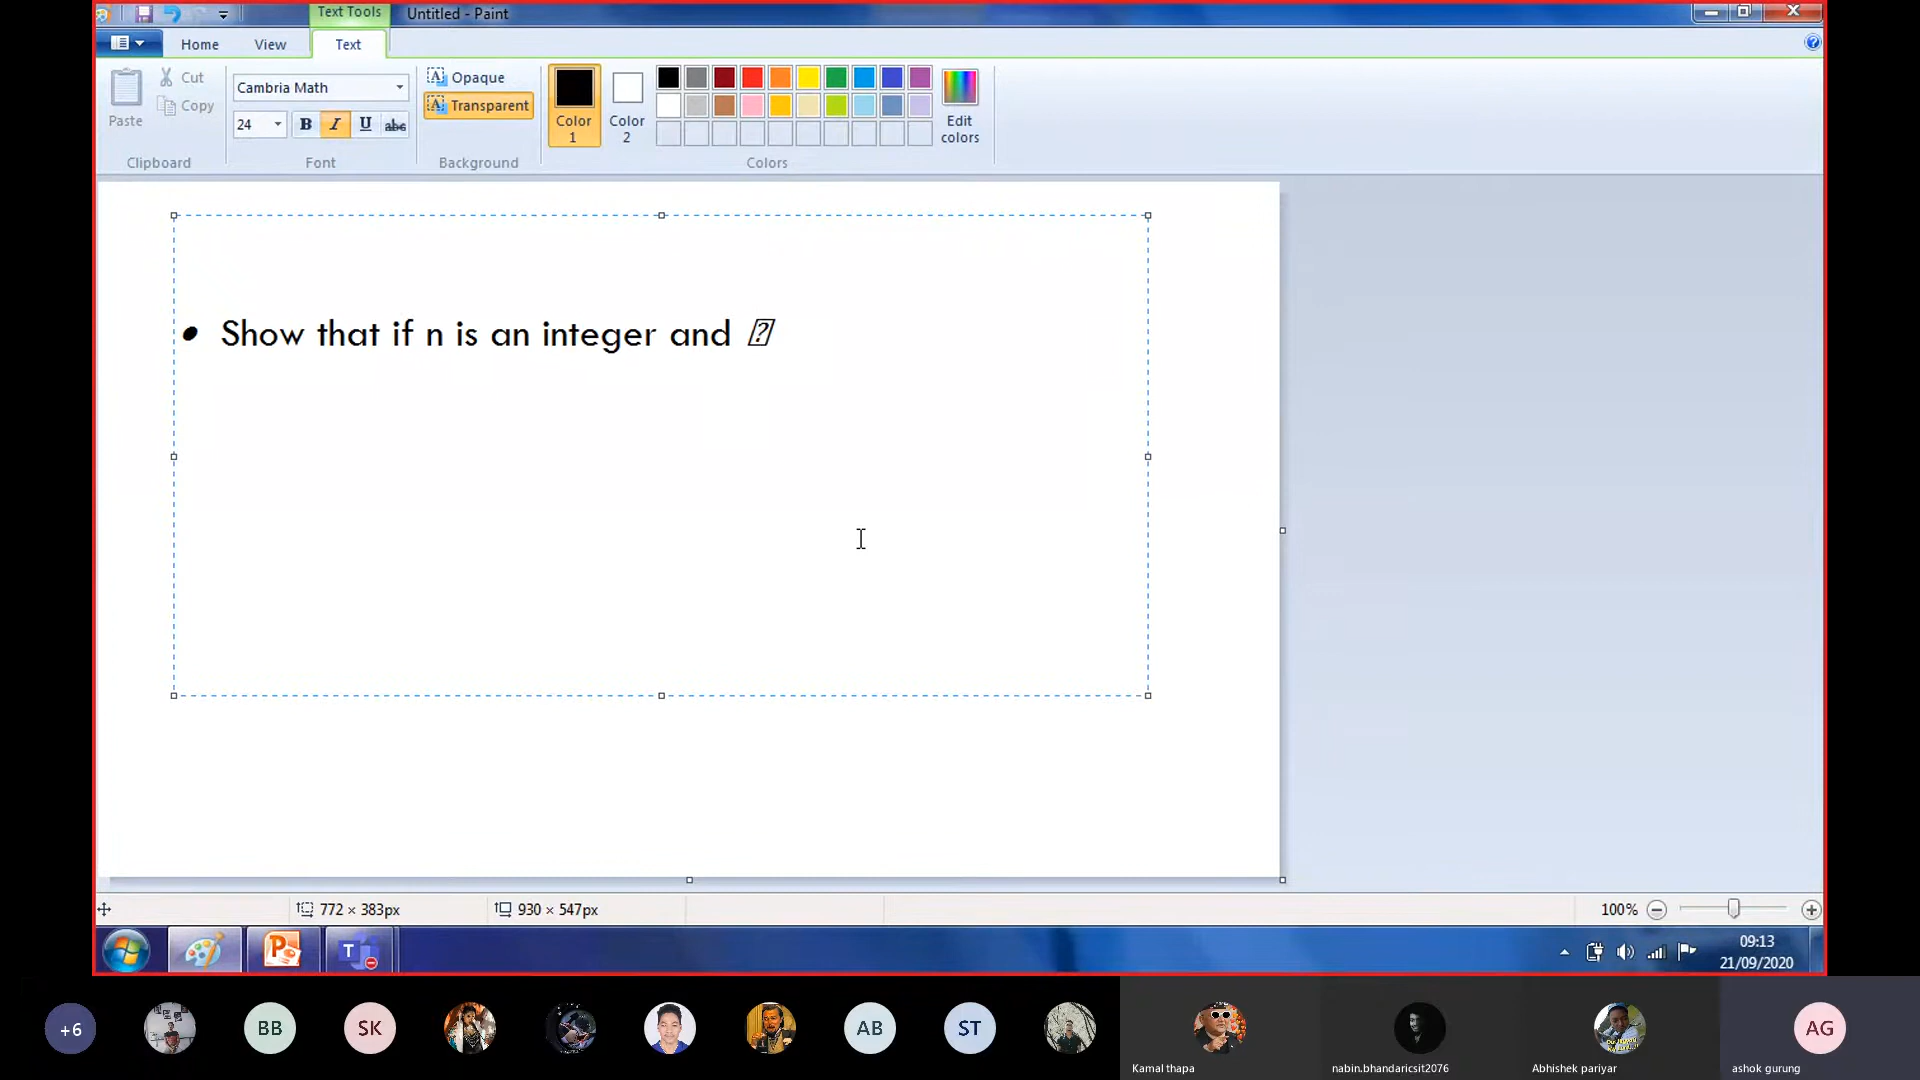 Text Tools
Untitled - Paint
Home
View
Text
Paste
Cut
Copy
Clipboard
Cambria Math
24
B I U abc
Font
Opaque
Transparent
Background
Color 1
Color 2
Edit colors
Colors
• Show that if n is an integer and
772 × 383px
930 × 547px
100%
09:13
21/09/2020
+6
BB
SK
AB
ST
AG
Kamal thapa
nabin.bhandaricsit2076
Abhishek pariyar
ashok gurung